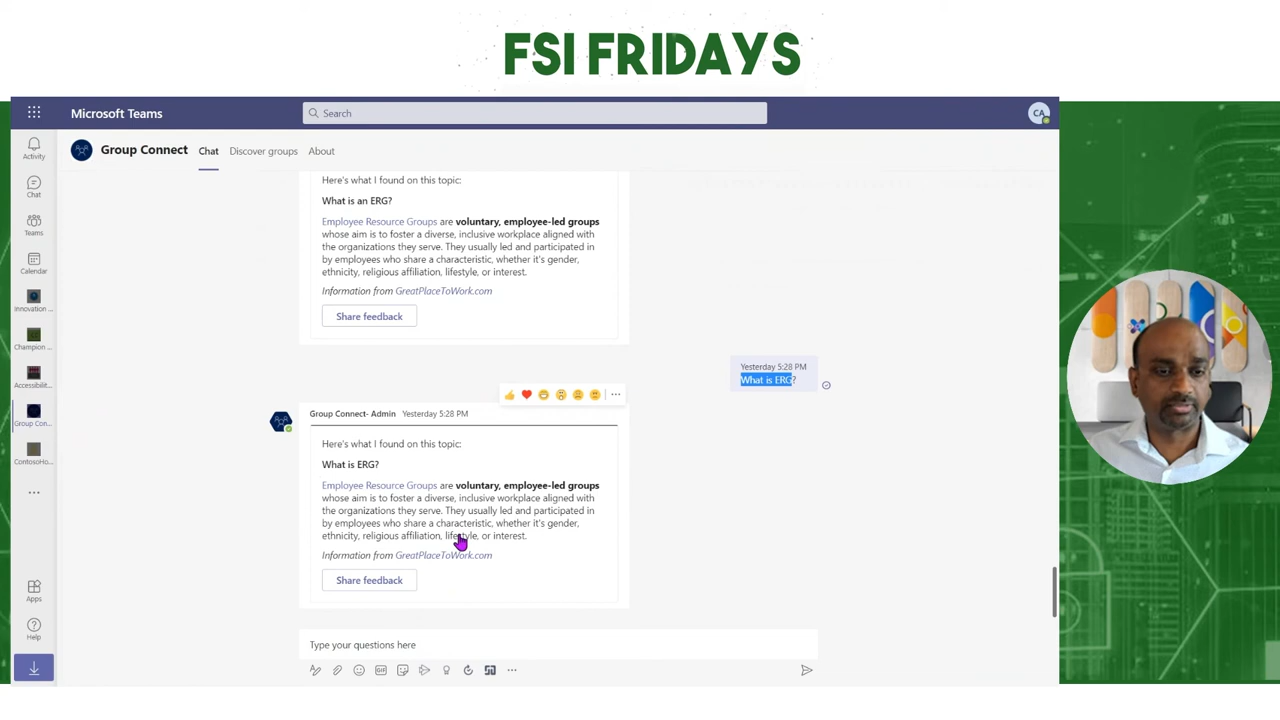 FSI FRIDAYS
Microsoft Teams
Search
CA
Activity
Chat
Teams
Calendar
Innovation ...
Champion ...
Accessibilit...
Group Con...
ContosoHo...
Apps
Help
Group Connect
Chat
Discover groups
About
Here's what I found on this topic:
What is an ERG?
Employee Resource Groups are voluntary, employee-led groups
whose aim is to foster a diverse, inclusive workplace aligned with
the organizations they serve. They usually led and participated in
by employees who share a characteristic, whether it's gender,
ethnicity, religious affiliation, lifestyle, or interest.
Information from GreatPlaceToWork.com
Share feedback
Yesterday 5:28 PM
What is ERG?
Group Connect- Admin Yesterday 5:28 PM
Here's what I found on this topic:
What is ERG?
Employee Resource Groups are voluntary, employee-led groups
whose aim is to foster a diverse, inclusive workplace aligned with
the organizations they serve. They usually led and participated in
by employees who share a characteristic, whether it's gender,
ethnicity, religious affiliation, lifestyle, or interest.
Information from GreatPlaceToWork.com
Share feedback
Type your questions here
GIF